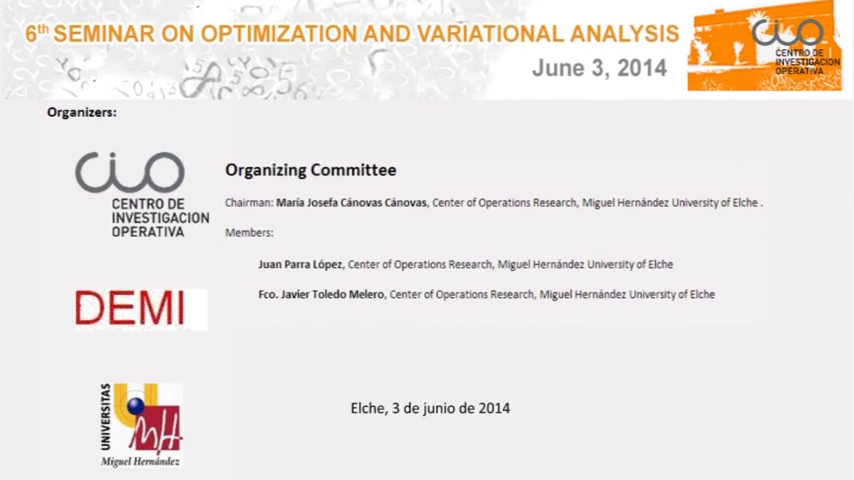 6th SEMINAR ON OPTIMIZATION AND VARIATIONAL ANALYSIS
June 3, 2014
CIO
CENTRO DE
INVESTIGACION
OPERATIVA
Organizers:
CIO
CENTRO DE
INVESTIGACION
OPERATIVA
Organizing Committee
Chairman: María Josefa Cánovas Cánovas, Center of Operations Research, Miguel Hernández University of Elche .
Members:
Juan Parra López, Center of Operations Research, Miguel Hernández University of Elche
Fco. Javier Toledo Melero, Center of Operations Research, Miguel Hernández University of Elche
DEMI
UNIVERSITAS
MH
Miguel Hernández
Elche, 3 de junio de 2014